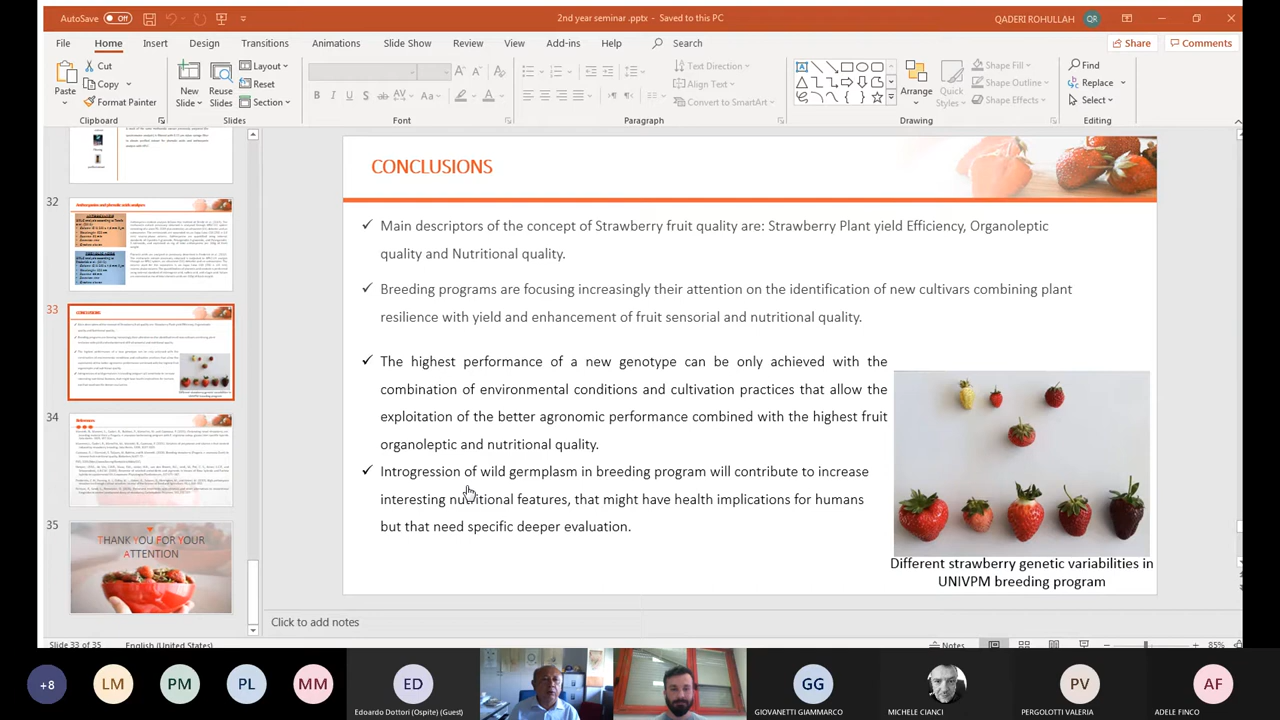 AutoSave Off 2nd year seminar .pptx - Saved to this PC QADERI ROHULLAH QR
File Home Insert Design Transitions Animations Slide Show Review View Add-ins Help Search Share Comments
Paste Cut Copy Format Painter
Clipboard
New Slide Reuse Slides Layout Reset Section
Slides
Font
Text Direction
Align Text
Convert to SmartArt
Paragraph
Arrange Quick Styles Shape Fill Shape Outline Shape Effects
Drawing
Find
Replace
Select
Editing
32
33
CONCLUSIONS
34
References
35
THANK YOU FOR YOUR
ATTENTION
CONCLUSIONS
✓ Main descriptors of the concept of Strawberry fruit quality are: Strawberry Plant yield Efficiency, Organoleptic
quality and Nutritional quality.
✓ Breeding programs are focusing increasingly their attention on the identification of new cultivars combining plant
resilience with yield and enhancement of fruit sensorial and nutritional quality.
✓ The highest performance of a new genotype can be only achieved with the
combination of environmental conditions and cultivation practices that allow the
exploitation of the higher agronomic performance combined with the highest fruit
organoleptic and nutritional quality.
✓ Introgression of wild germplasm in breeding program will contribute to increase
interesting nutritional features, that might have health implications for humans
but that need specific deeper evaluation.
Different strawberry genetic variabilities in
UNIVPM breeding program
Click to add notes
Slide 33 of 35 English (United States) Notes 85%
+8 LM PM PL MM ED GG PV AF
Edoardo Dottori (Ospite) (Guest) GIOVANETTI GIAMMARCO MICHELE CIANCI PERGOLOTTI VALERIA ADELE FINCO